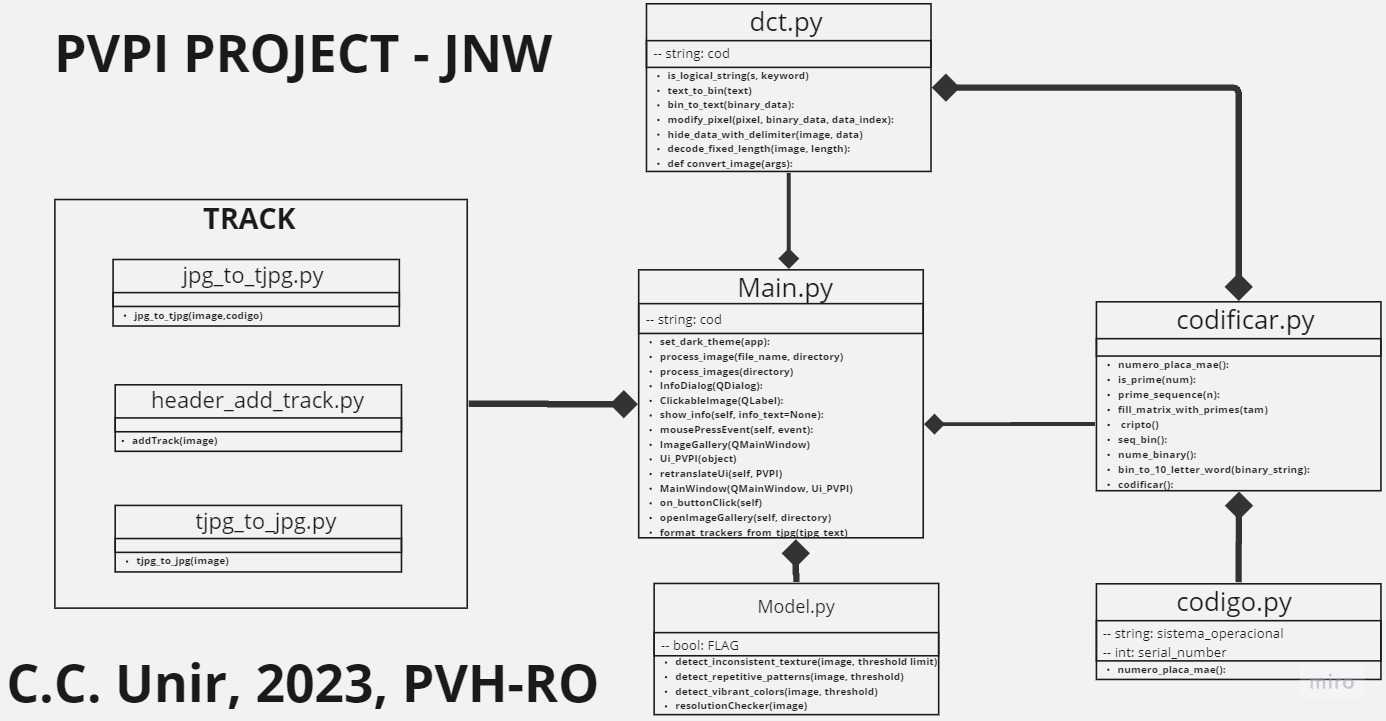 PVPI PROJECT - JNW
dct.py
-- string: cod
• is_logical_string(s, keyword)
• text_to_bin(text)
• bin_to_text(binary_data):
• modify_pixel(pixel, binary_data, data_index):
• hide_data_with_delimiter(image, data)
• decode_fixed_length(image, length):
• def convert_image(args):
TRACK
jpg_to_tjpg.py
• jpg_to_tjpg(image,codigo)
header_add_track.py
• addTrack(image)
tjpg_to_jpg.py
• tjpg_to_jpg(image)
Main.py
-- string: cod
• set_dark_theme(app):
• process_image(file_name, directory)
• process_images(directory)
• InfoDialog(QDialog):
• ClickableImage(QLabel):
• show_info(self, info_text=None):
• mousePressEvent(self, event):
• ImageGallery(QMainWindow)
• Ui_PVPI(object)
• retranslateUi(self, PVPI)
• MainWindow(QMainWindow, Ui_PVPI)
• on_buttonClick(self)
• openImageGallery(self, directory)
• format_trackers_from_tjpg(tjpg_text)
codificar.py
• numero_placa_mae():
• is_prime(num):
• prime_sequence(n):
• fill_matrix_with_primes(tam)
• cripto()
• seq_bin():
• nume_binary():
• bin_to_10_letter_word(binary_string):
• codificar():
Model.py
-- bool: FLAG
• detect_inconsistent_texture(image, threshold limit)
• detect_repetitive_patterns(image, threshold)
• detect_vibrant_colors(image, threshold)
• resolutionChecker(image)
codigo.py
-- string: sistema_operacional
-- int: serial_number
• numero_placa_mae():
C.C. Unir, 2023, PVH-RO
miro